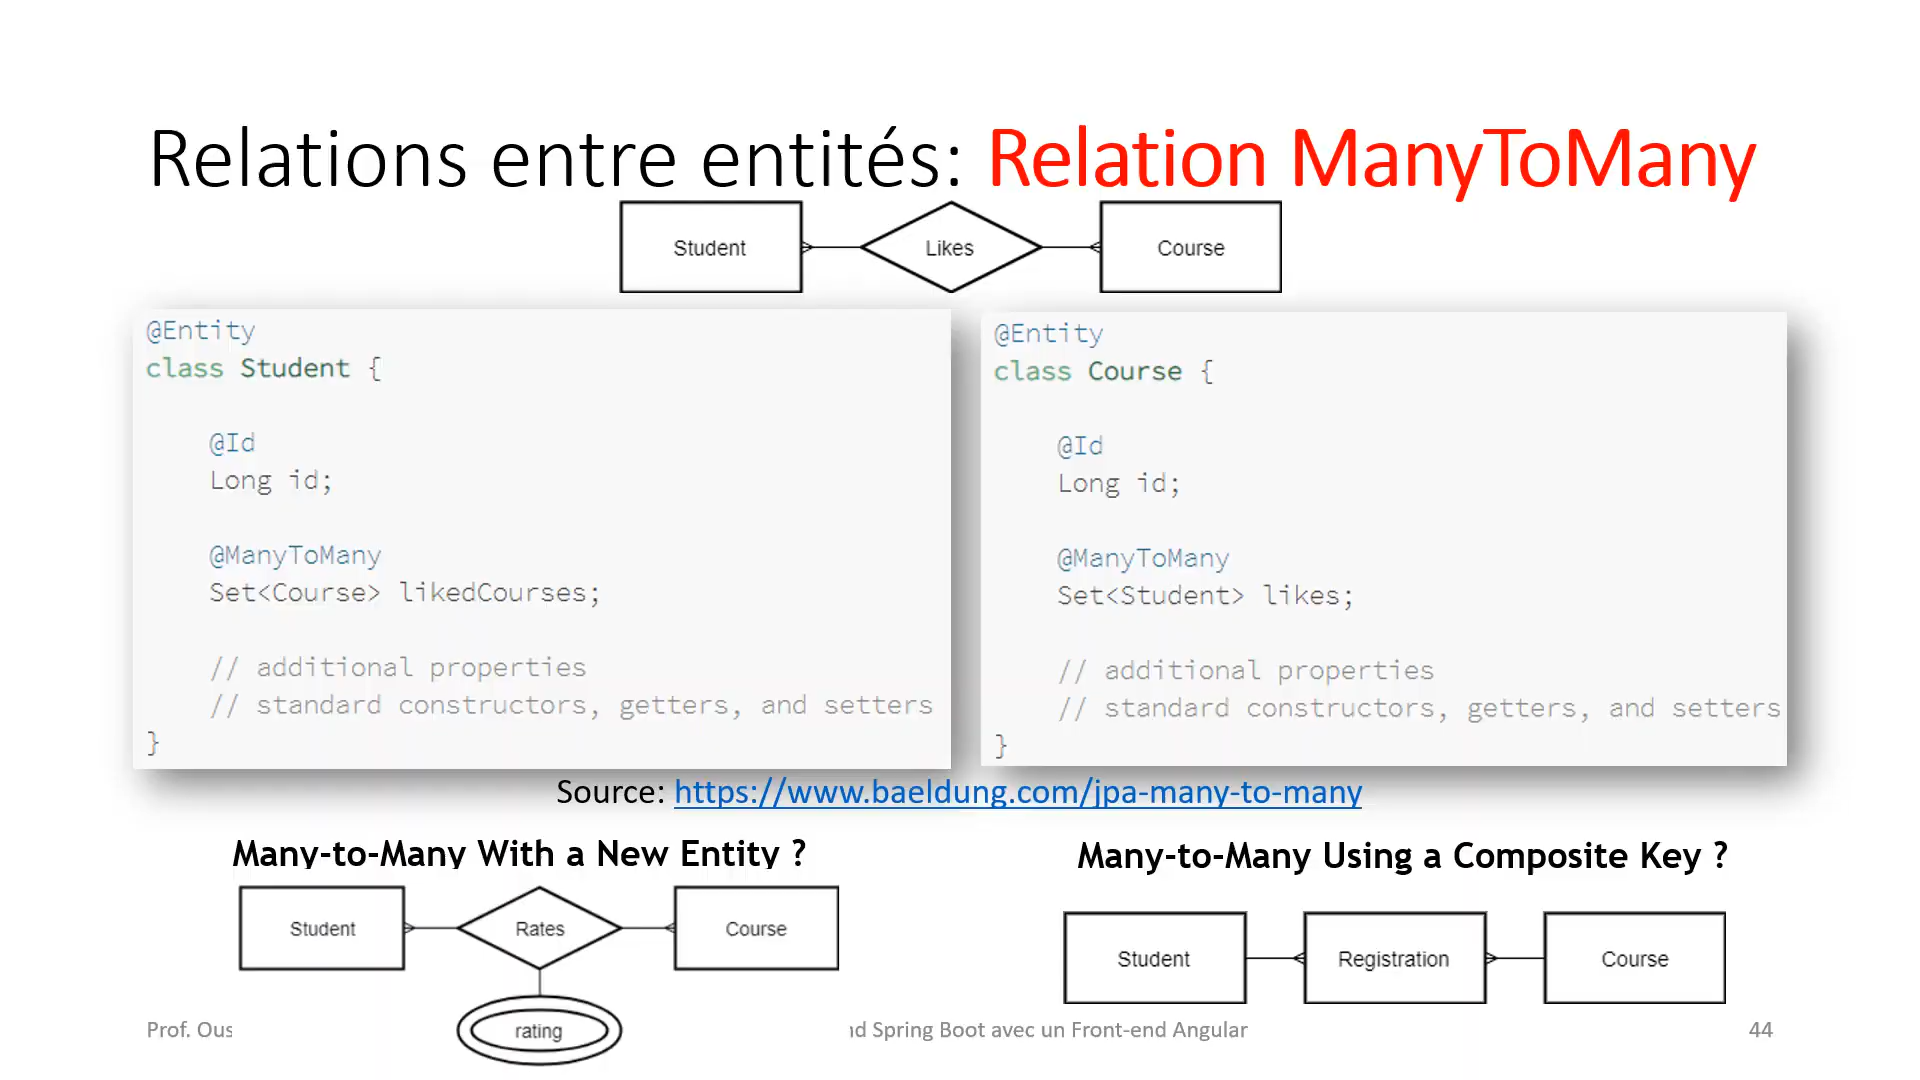 Relations entre entités: Relation ManyToMany
Student
Likes
Course
@Entity
class Student {
@Id
Long id;
@ManyToMany
Set<Course> likedCourses;
// additional properties
// standard constructors, getters, and setters
}
@Entity
class Course {
@Id
Long id;
@ManyToMany
Set<Student> likes;
// additional properties
// standard constructors, getters, and setters
}
Source: https://www.baeldung.com/jpa-many-to-many
Many-to-Many With a New Entity ?
Student
Rates
Course
rating
Many-to-Many Using a Composite Key ?
Student
Registration
Course
Prof. Ous
Spring Boot avec un Front-end Angular
44